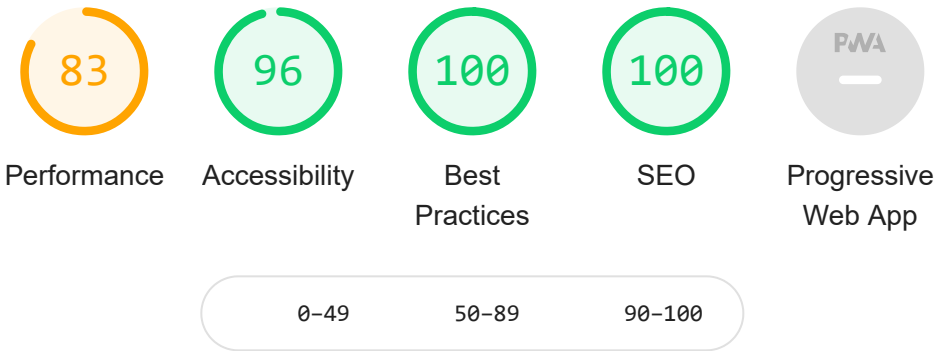 83 96 100 100 PWA
Performance Accessibility Best Practices SEO Progressive Web App
0–49 50–89 90–100